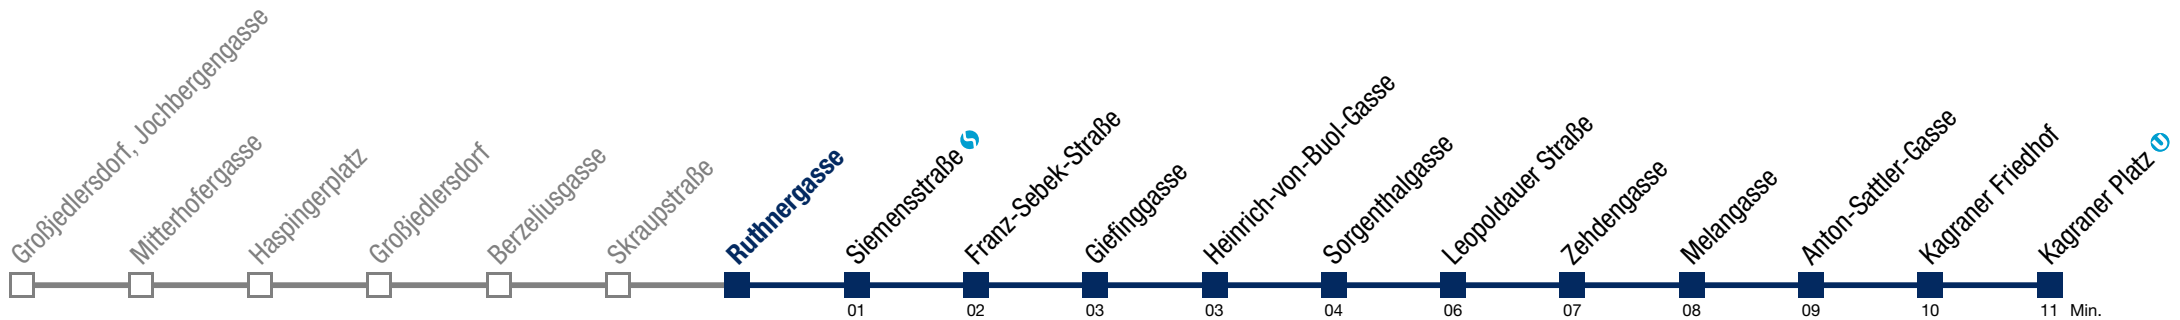 Großjedlersdorf, Jochbergengasse
Mitterhofergasse
Haspingerplatz
Großjedlersdorf
Berzeliusgasse
Skraupstraße
Ruthnergasse
Siemensstraße
Franz-Sebek-Straße
Giefinggasse
Heinrich-von-Buol-Gasse
Sorgenthalgasse
Leopoldauer Straße
Zehdengasse
Melangasse
Anton-Sattler-Gasse
Kagraner Friedhof
Kagraner Platz U
01 02 03 03 04 06 07 08 09 10 11 Min.